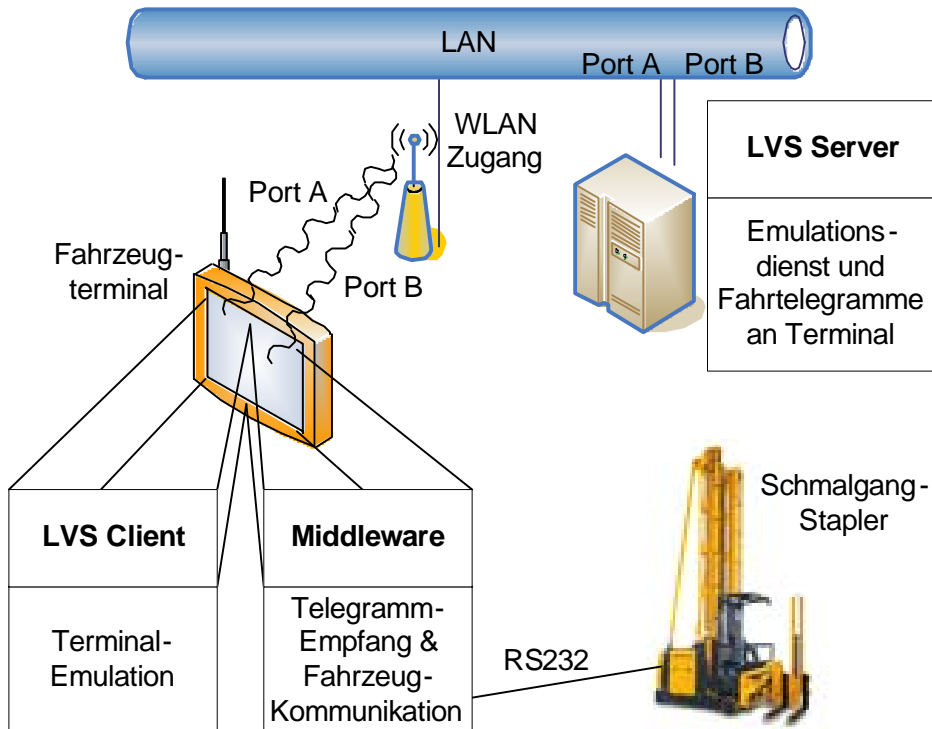 LAN
Port A
Port B
WLAN
Zugang
LVS Server
Emulations-
dienst und
Fahrtelegramme
an Terminal
Port A
Port B
Fahrzeug-
terminal
LVS Client
Terminal-
Emulation
Middleware
Telegramm-
Empfang &
Fahrzeug-
Kommunikation
RS232
Schmalgang-
Stapler